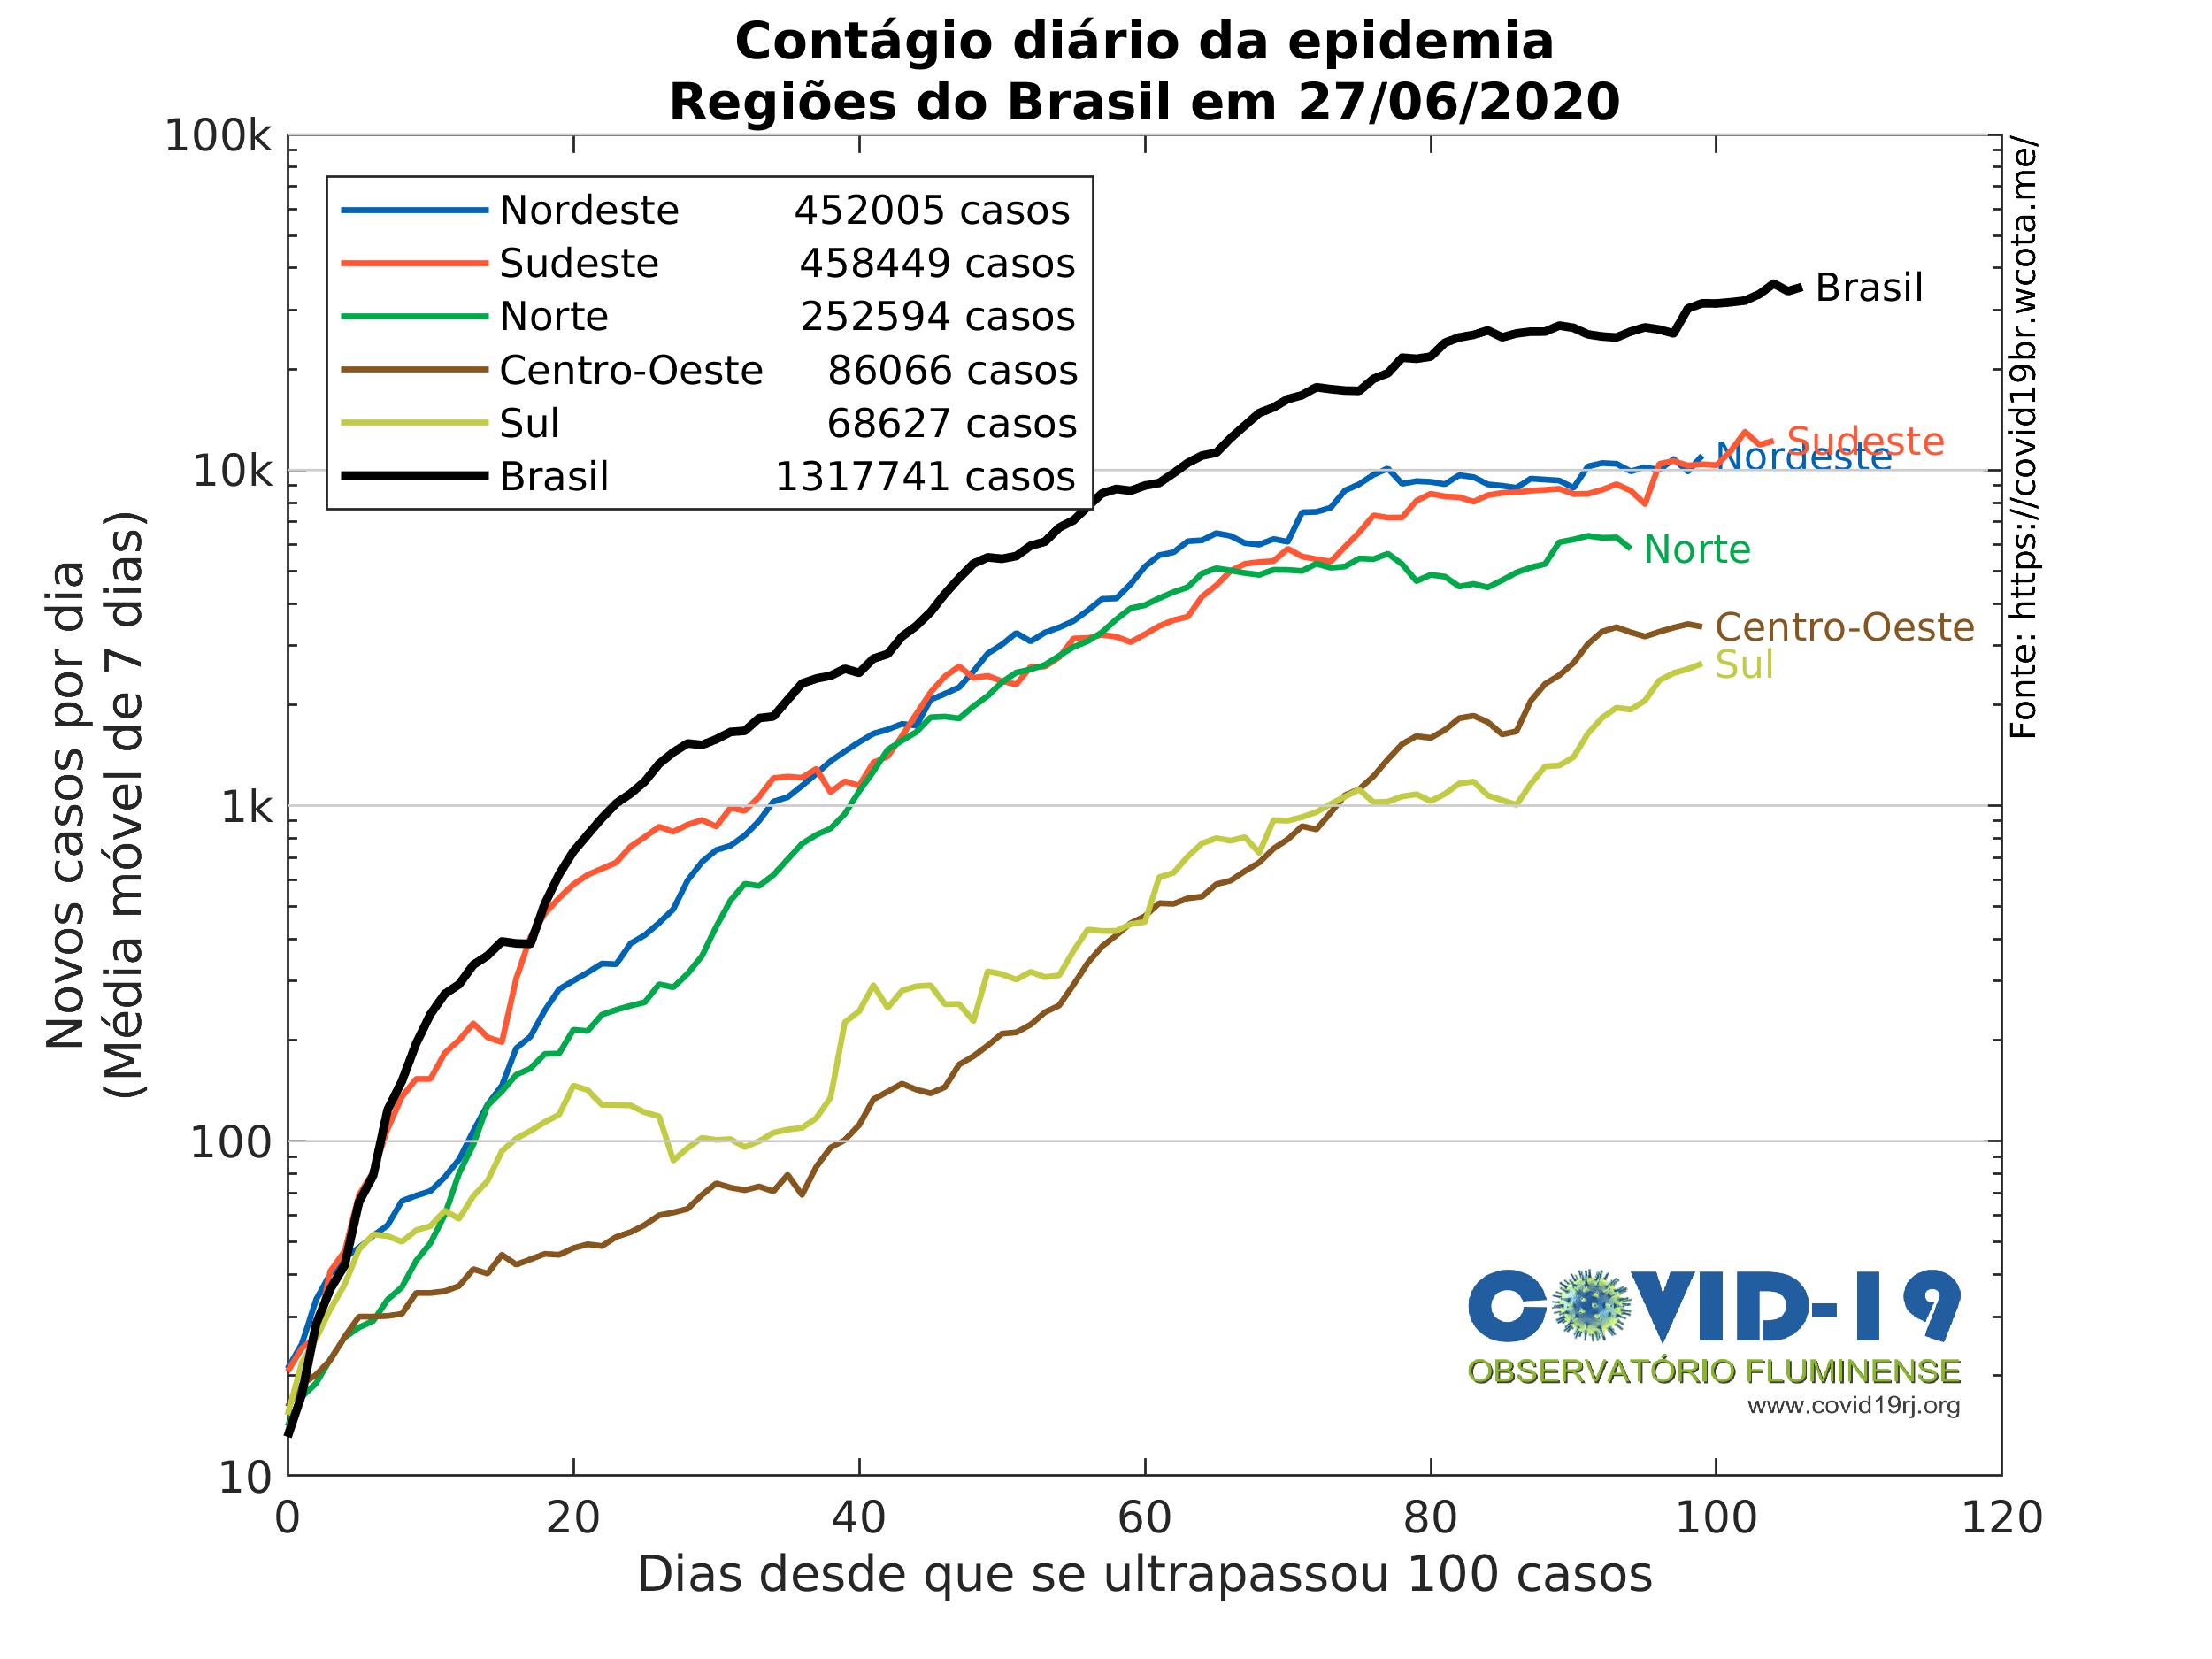 Contágio diário da epidemia
Regiões do Brasil em 27/06/2020
100k
10k
1k
100
10
Novos casos por dia
(Média móvel de 7 dias)
Nordeste 452005 casos
Sudeste 458449 casos
Norte 252594 casos
Centro-Oeste 86066 casos
Sul 68627 casos
Brasil 1317741 casos
Brasil
Sudeste
Nordeste
Norte
Centro-Oeste
Sul
Fonte: https://covid19br.wcota.me/
COVID-19
OBSERVATÓRIO FLUMINENSE
www.covid19rj.org
0 20 40 60 80 100 120
Dias desde que se ultrapassou 100 casos